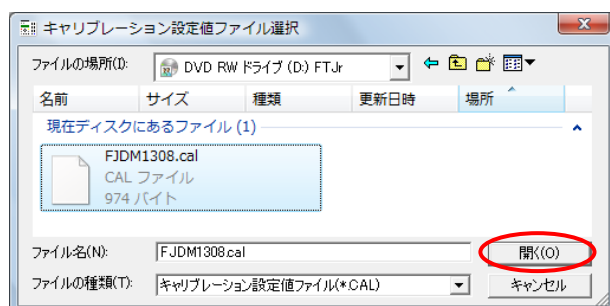 キャリブレーション設定値ファイル選択
ファイルの場所(I): DVD RW ドライブ (D:) FTJr
名前 サイズ 種類 更新日時 場所
現在ディスクにあるファイル (1)
FJDM1308.cal
CAL ファイル
974 バイト
ファイル名(N): FJDM1308.cal 開く(O)
ファイルの種類(T): キャリブレーション設定値ファイル(*.CAL) キャンセル